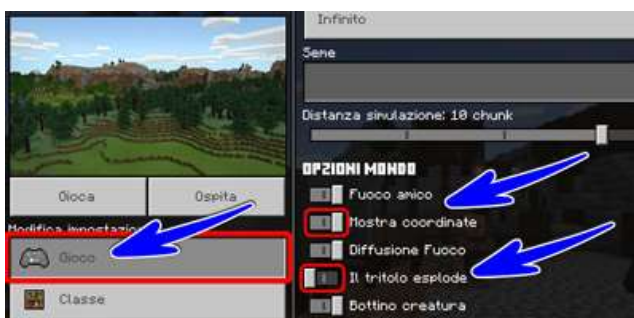 Gioca
Ospita
Modifica impostazion
Gioco
Classe
Infinito
Seme
Distanza simulazione: 10 chunk
OPZIONI MONDO
Fuoco amico
Mostra coordinate
Diffusione Fuoco
Il tritolo esplode
Bottino creatura